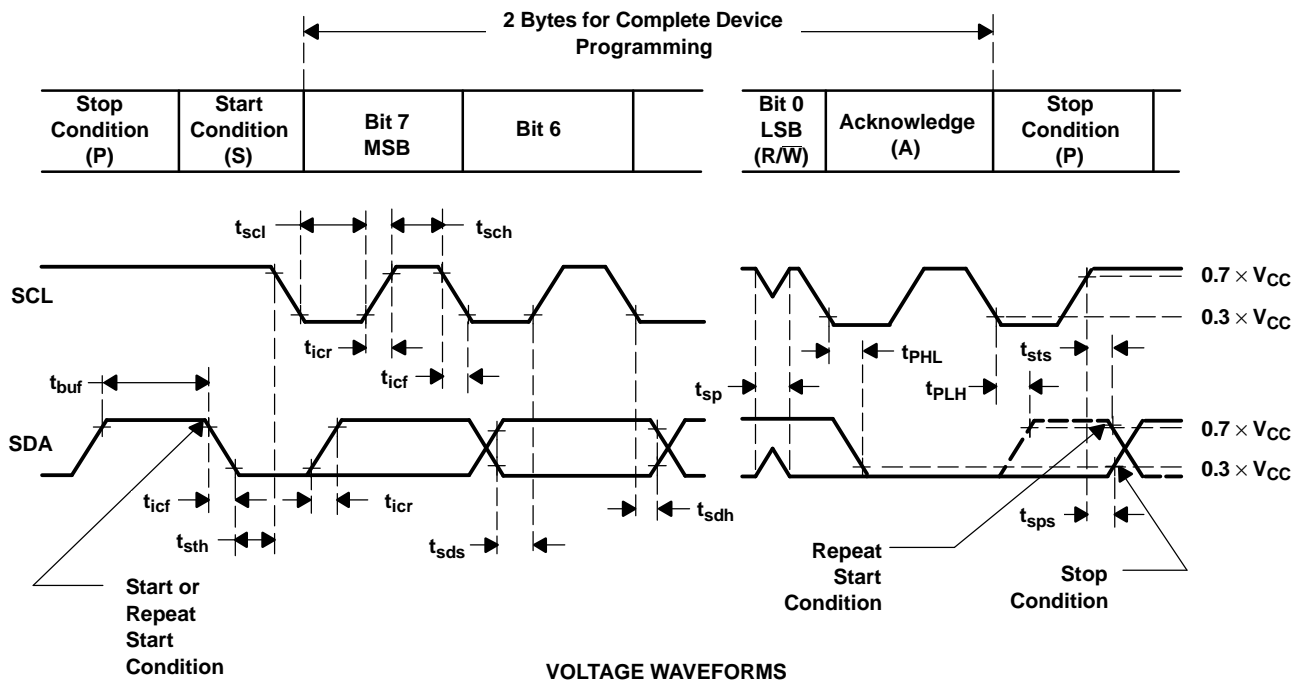 2 Bytes for Complete Device
Programming
Stop
Condition
(P)
Start
Condition
(S)
Bit 7
MSB
Bit 6
Bit 0
LSB
(R/W̅)
Acknowledge
(A)
Stop
Condition
(P)
tscl
tsch
0.7 × VCC
SCL
0.3 × VCC
ticr
tPHL
tsts
tbuf
ticf
tsp
tPLH
SDA
0.7 × VCC
0.3 × VCC
ticf
ticr
tsdh
tsps
tsth
tsds
Repeat
Start
Condition
Stop
Condition
Start or
Repeat
Start
Condition
VOLTAGE WAVEFORMS